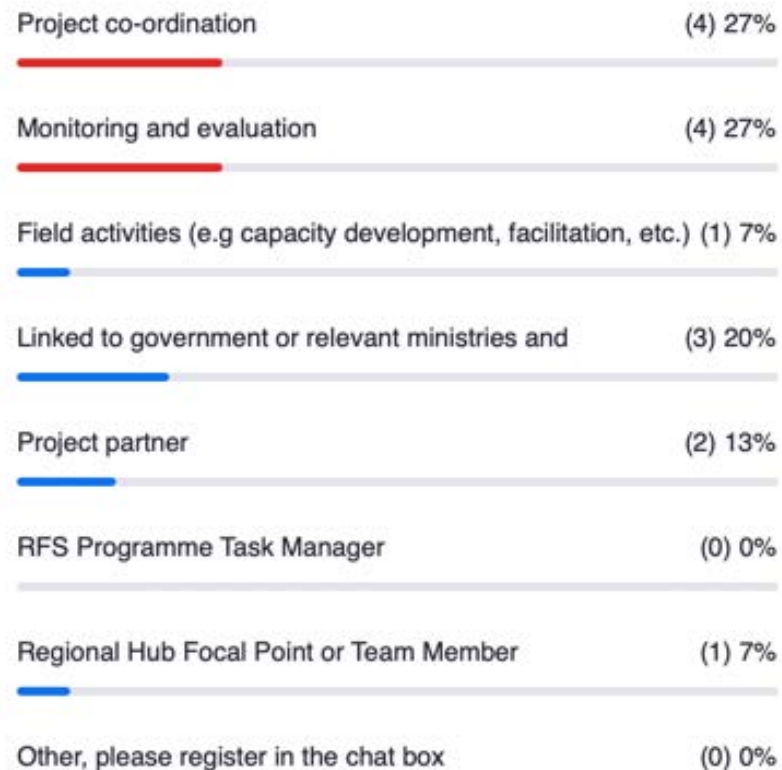 Project co-ordination (4) 27%
Monitoring and evaluation (4) 27%
Field activities (e.g capacity development, facilitation, etc.) (1) 7%
Linked to government or relevant ministries and (3) 20%
Project partner (2) 13%
RFS Programme Task Manager (0) 0%
Regional Hub Focal Point or Team Member (1) 7%
Other, please register in the chat box (0) 0%